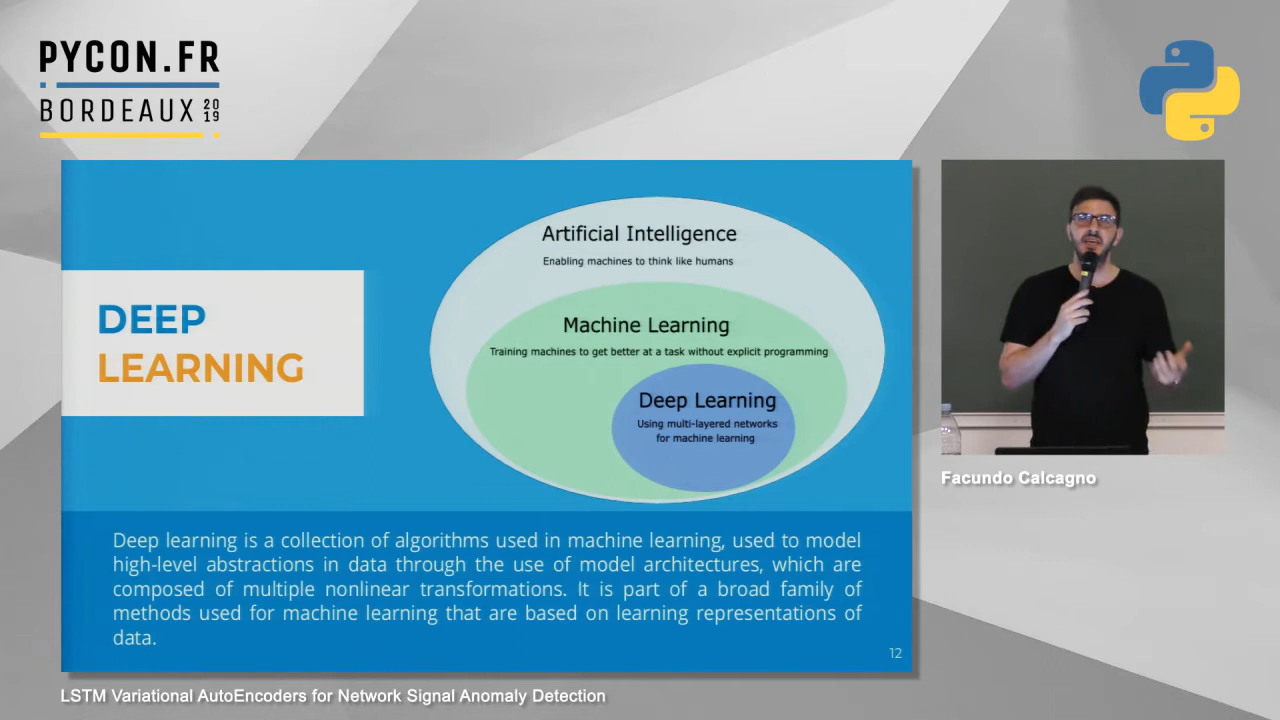 PYCON.FR
BORDEAUX 2019
Artificial Intelligence
Enabling machines to think like humans
Machine Learning
Training machines to get better at a task without explicit programming
Deep Learning
Using multi-layered networks
for machine learning
DEEP
LEARNING
Deep learning is a collection of algorithms used in machine learning, used to model
high-level abstractions in data through the use of model architectures, which are
composed of multiple nonlinear transformations. It is part of a broad family of
methods used for machine learning that are based on learning representations of
data.
12
Facundo Calcagno
LSTM Variational AutoEncoders for Network Signal Anomaly Detection